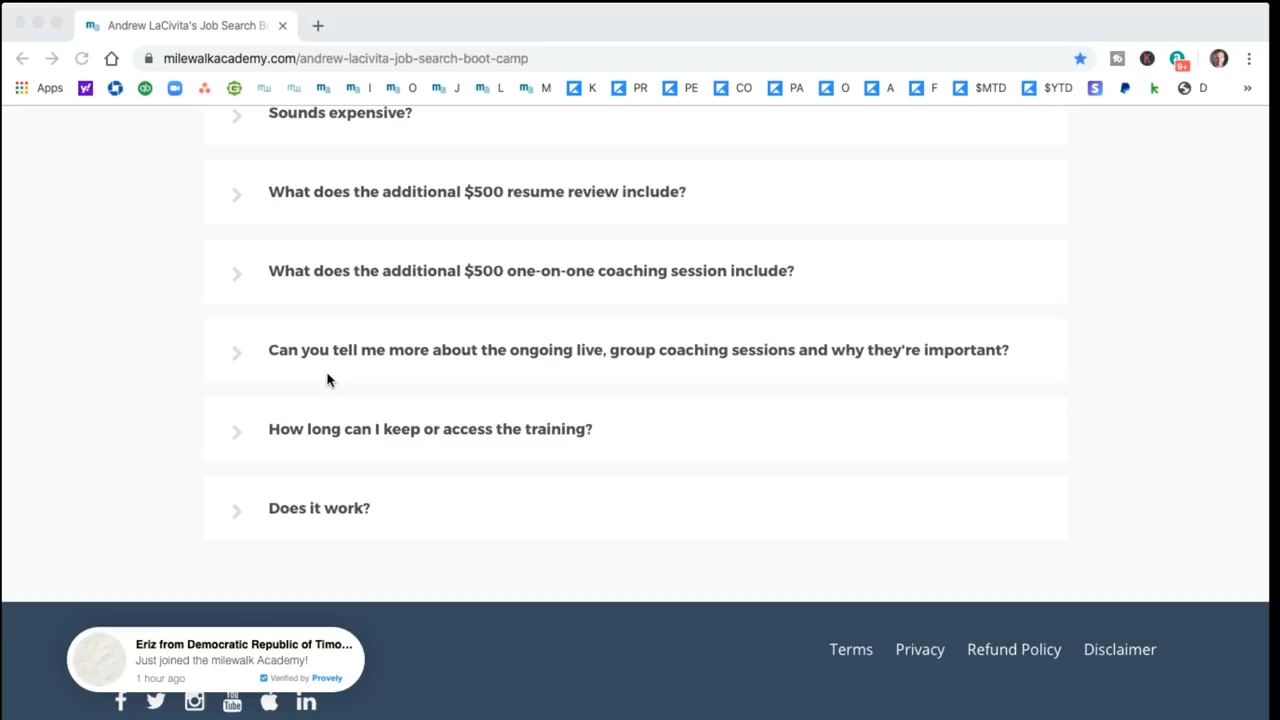 Andrew LaCivita's Job Search B
milewalkacademy.com/andrew-lacivita-job-search-boot-camp
9+
Apps I O J L M K PR PE CO PA O A F $MTD $YTD D
Sounds expensive?
What does the additional $500 resume review include?
What does the additional $500 one-on-one coaching session include?
Can you tell me more about the ongoing live, group coaching sessions and why they're important?
How long can I keep or access the training?
Does it work?
Eriz from Democratic Republic of Timo...
Just joined the milewalk Academy!
1 hour ago Verified by Provely
Terms Privacy Refund Policy Disclaimer